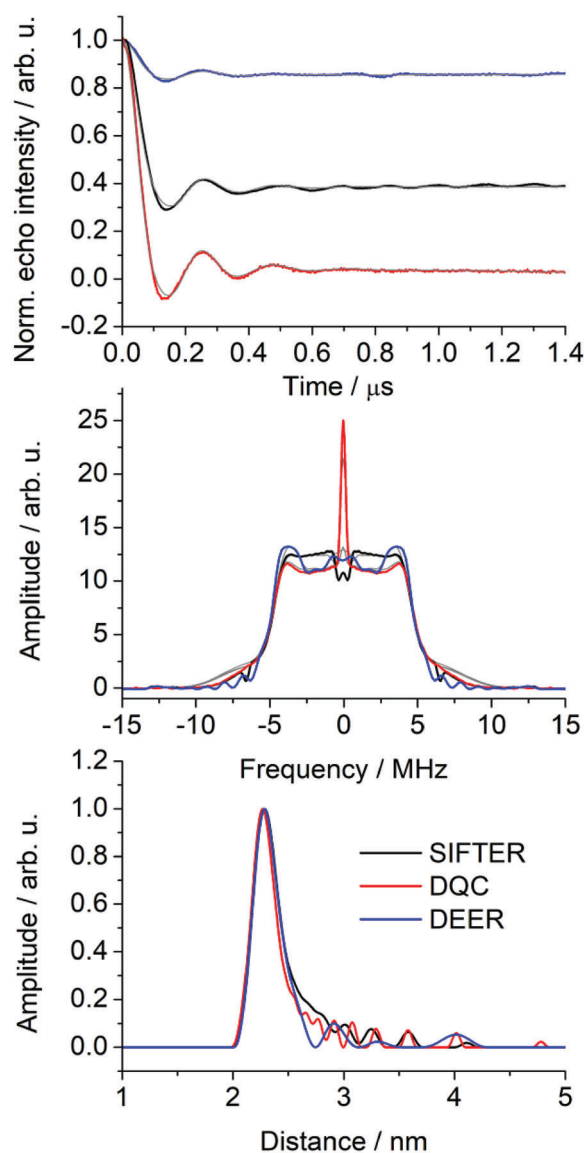 Norm. echo intensity / arb. u.
1.0
0.8
0.6
0.4
0.2
0.0
-0.2
0.0 0.2 0.4 0.6 0.8 1.0 1.2 1.4
Time / μs
Amplitude / arb. u.
25
20
15
10
5
0
-15 -10 -5 0 5 10 15
Frequency / MHz
Amplitude / arb. u.
1.2
1.0
0.8
0.6
0.4
0.2
0.0
SIFTER
DQC
DEER
1 2 3 4 5
Distance / nm